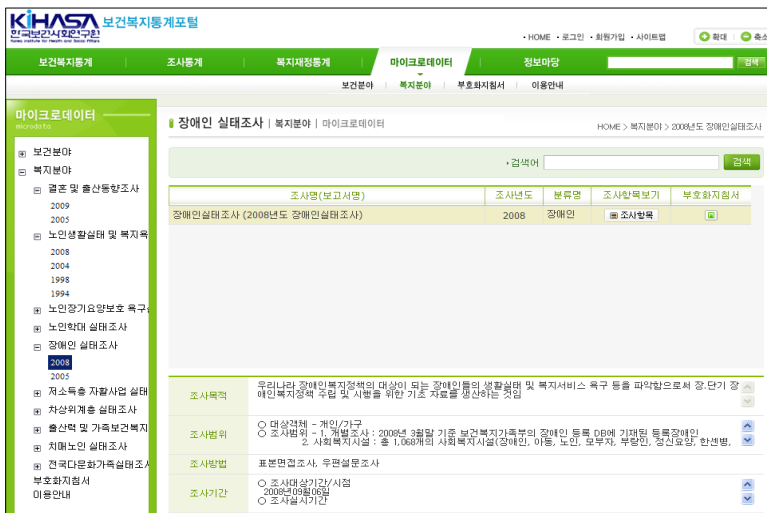 KiHASA 보건복지통계포털
한국보건사회연구원
Korea Institute for Health and Social Affairs
• HOME • 로그인 • 회원가입 • 사이트맵 확대 축소
보건복지통계 조사통계 복지재정통계 마이크로데이터 정보마당 검색
보건분야 복지분야 부호화지침서 이용안내
마이크로데이터
microdata
보건분야
복지분야
결혼 및 출산동향조사
2009
2005
노인생활실태 및 복지욕
2008
2004
1998
1994
노인장기요양보호 욕구
노인학대 실태조사
장애인 실태조사
2008
2005
저소득층 자활사업 실태
차상위계층 실태조사
출산력 및 가족보건복지
치매노인 실태조사
전국다문화가족실태조사
부호화지침서
이용안내
장애인 실태조사 | 복지분야 | 마이크로데이터
HOME > 복지분야 > 2008년도 장애인실태조사
검색어 검색
조사명(보고서명) 조사년도 분류명 조사항목보기 부호화지침서
장애인실태조사 (2008년도 장애인실태조사) 2008 장애인 조사항목
조사목적 우리나라 장애인복지정책의 대상이 되는 장애인들의 생활실태 및 복지서비스 욕구 등을 파악함으로써 장.단기 장
애인복지정책 수립 및 시행을 위한 기초 자료를 생산하는 것임
조사범위 ○ 대상객체 - 개인/가구
○ 조사범위 - 1. 개별조사 : 2008년 3월말 기준 보건복지가족부의 장애인 등록 DB에 기재된 등록장애인
2. 사회복지시설 : 총 1,068개의 사회복지시설(장애인, 아동, 노인, 모부자, 부랑인, 정신요양, 한센병,
조사방법 표본면접조사, 우편설문조사
조사기간 ○ 조사대상기간/시점
2008년09월06일
○ 조사실시기간